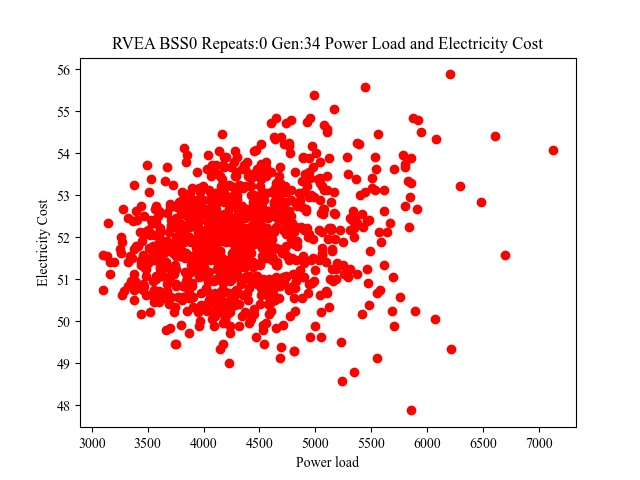 RVEA BSS0 Repeats:0 Gen:34 Power Load and Electricity Cost
Electricity Cost
56
55
54
53
52
51
50
49
48
3000 3500 4000 4500 5000 5500 6000 6500 7000
Power load